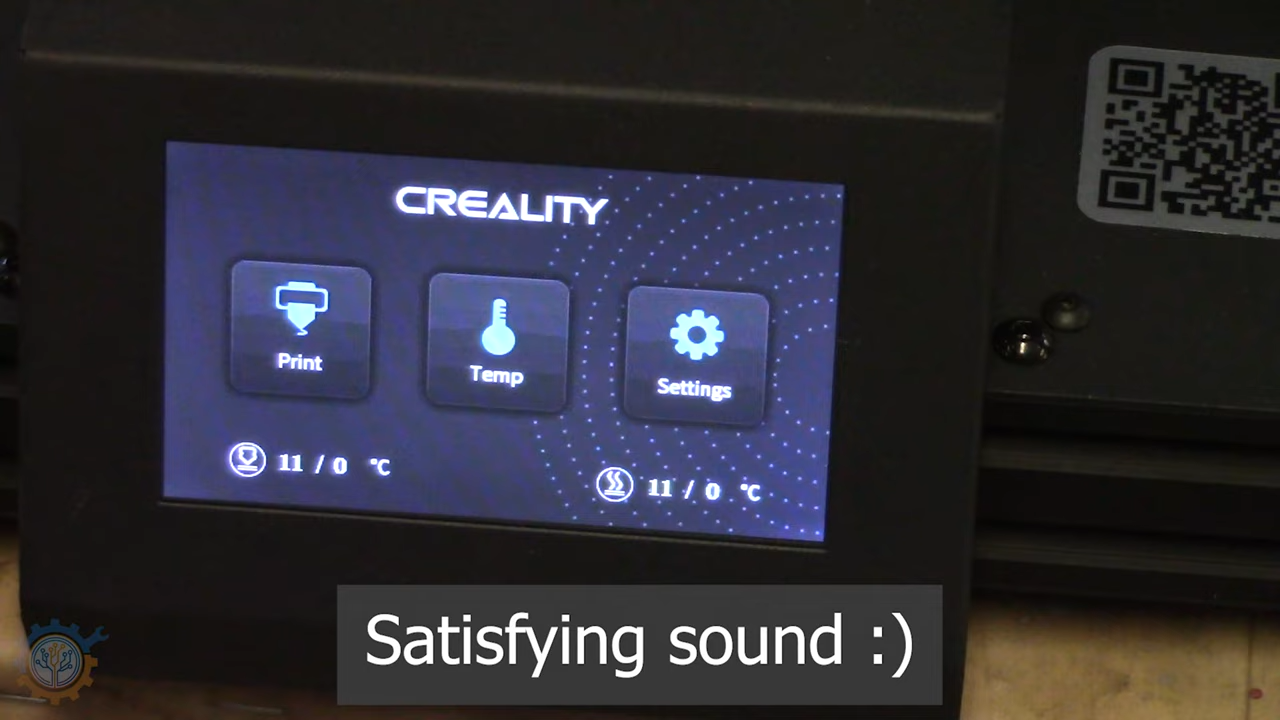 CREALITY
Print
Temp
Settings
11 / 0 °C
11 / 0 °C
Satisfying sound :)